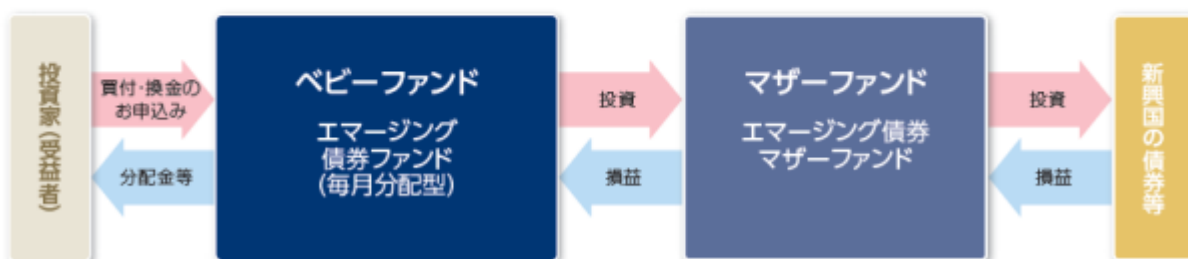 投資家(受益者)
買付・換金の
お申込み
分配金等
ベビーファンド
エマージング
債券ファンド
(毎月分配型)
投資
損益
マザーファンド
エマージング債券
マザーファンド
投資
損益
新興国の債券等